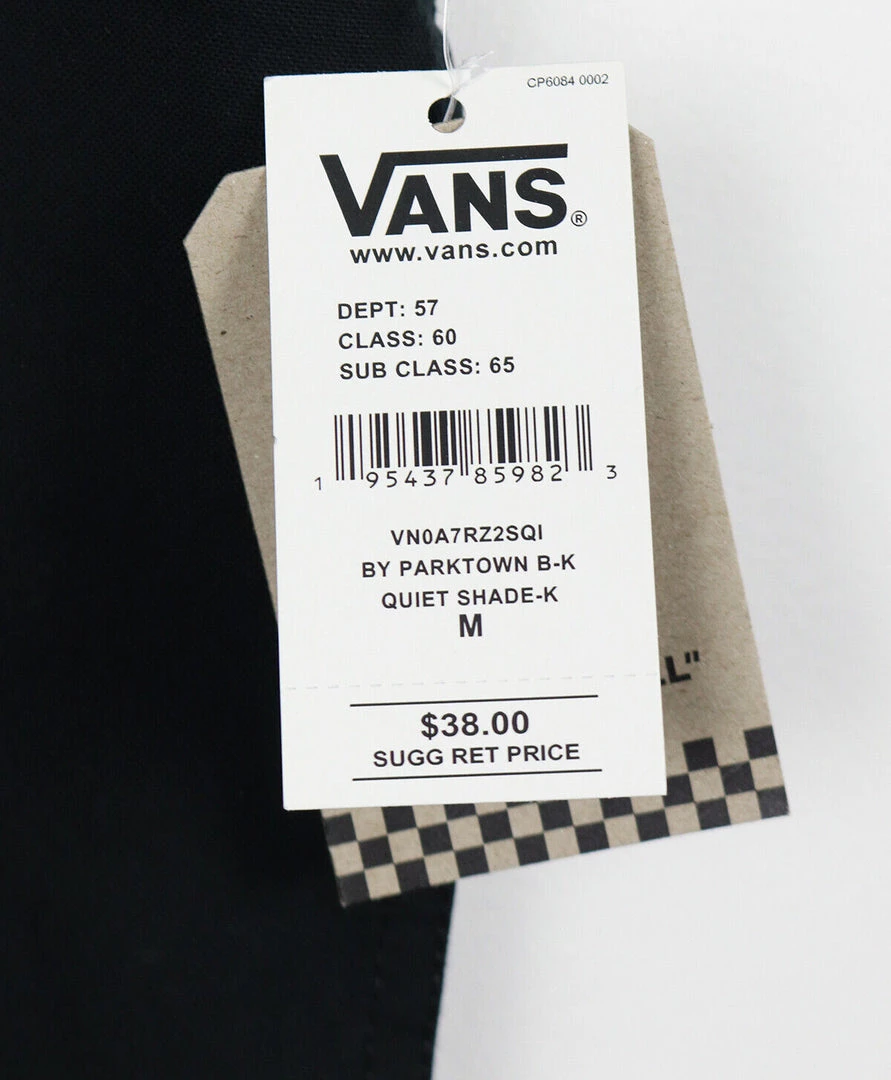 CP6084 0002
VANS®
www.vans.com
DEPT: 57
CLASS: 60
SUB CLASS: 65
1 95437 85982 3
VN0A7RZ2SQI
BY PARKTOWN B-K
QUIET SHADE-K
M
$38.00
SUGG RET PRICE